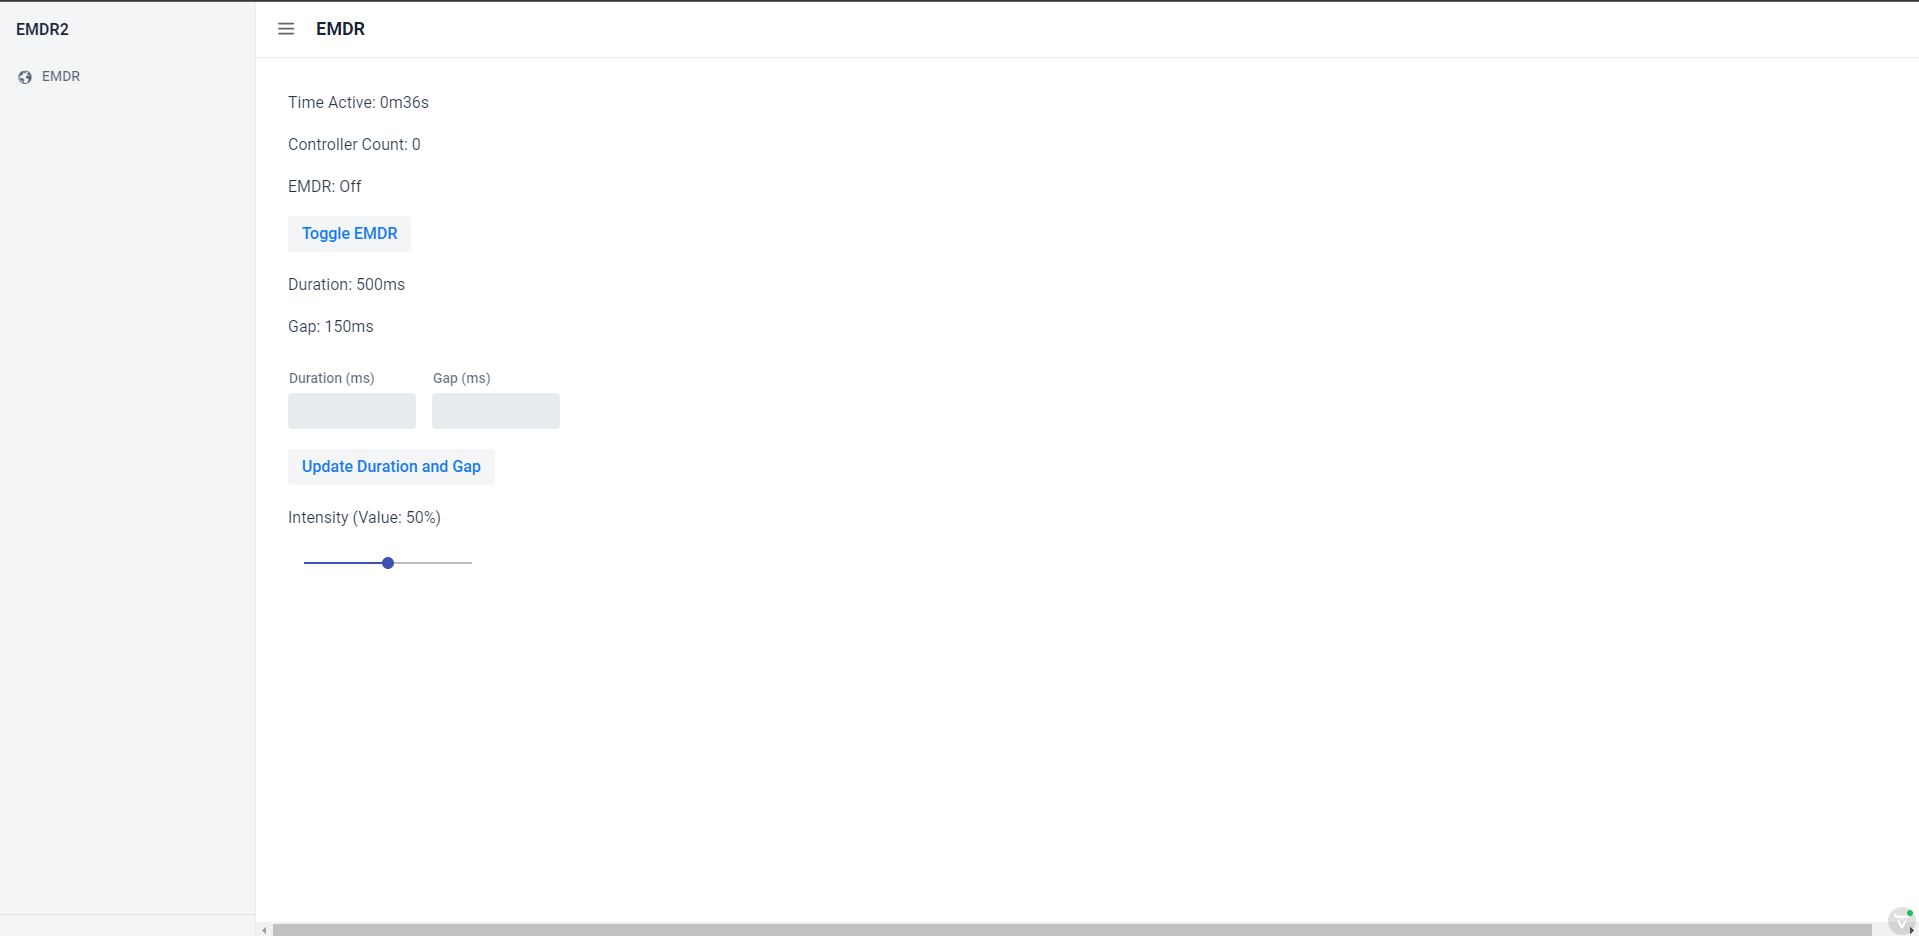 EMDR2
EMDR
EMDR
Time Active: 0m36s
Controller Count: 0
EMDR: Off
Toggle EMDR
Duration: 500ms
Gap: 150ms
Duration (ms) Gap (ms)
Update Duration and Gap
Intensity (Value: 50%)